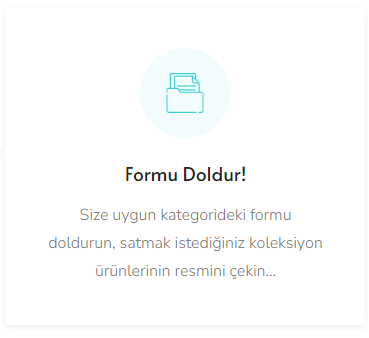 Formu Doldur!
Size uygun kategorideki formu
doldurun, satmak istediğiniz koleksiyon
ürünlerinin resmini çekin...